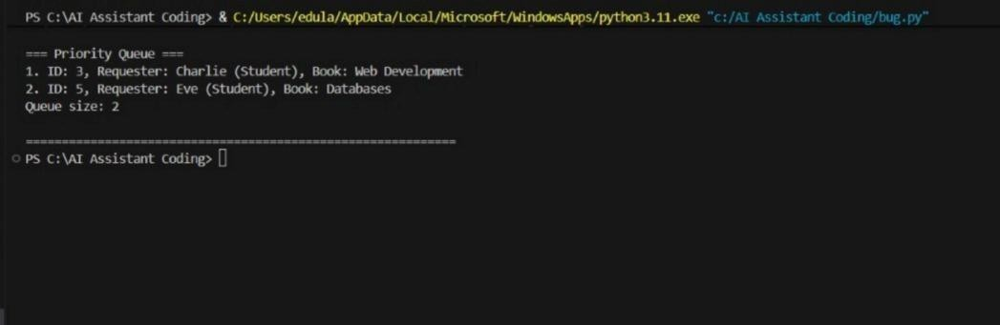 PS C:\AI Assistant Coding> & C:/Users/edula/AppData/Local/Microsoft/WindowsApps/python3.11.exe "c:/AI Assistant Coding/bug.py"
=== Priority Queue ===
1. ID: 3, Requester: Charlie (Student), Book: Web Development
2. ID: 5, Requester: Eve (Student), Book: Databases
Queue size: 2
============================================================
PS C:\AI Assistant Coding>